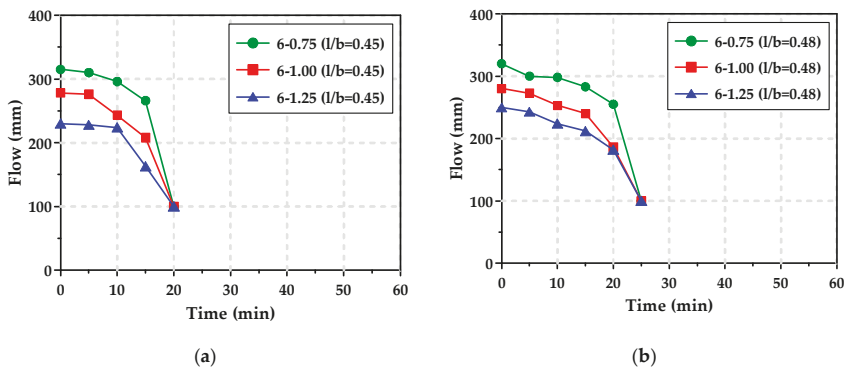 400
300
200
100
0
Flow (mm)
6-0.75 (l/b=0.45)
6-1.00 (l/b=0.45)
6-1.25 (l/b=0.45)
0 10 20 30 40 50 60
Time (min)
(a)
400
300
200
100
0
Flow (mm)
6-0.75 (l/b=0.48)
6-1.00 (l/b=0.48)
6-1.25 (l/b=0.48)
0 10 20 30 40 50 60
Time (min)
(b)